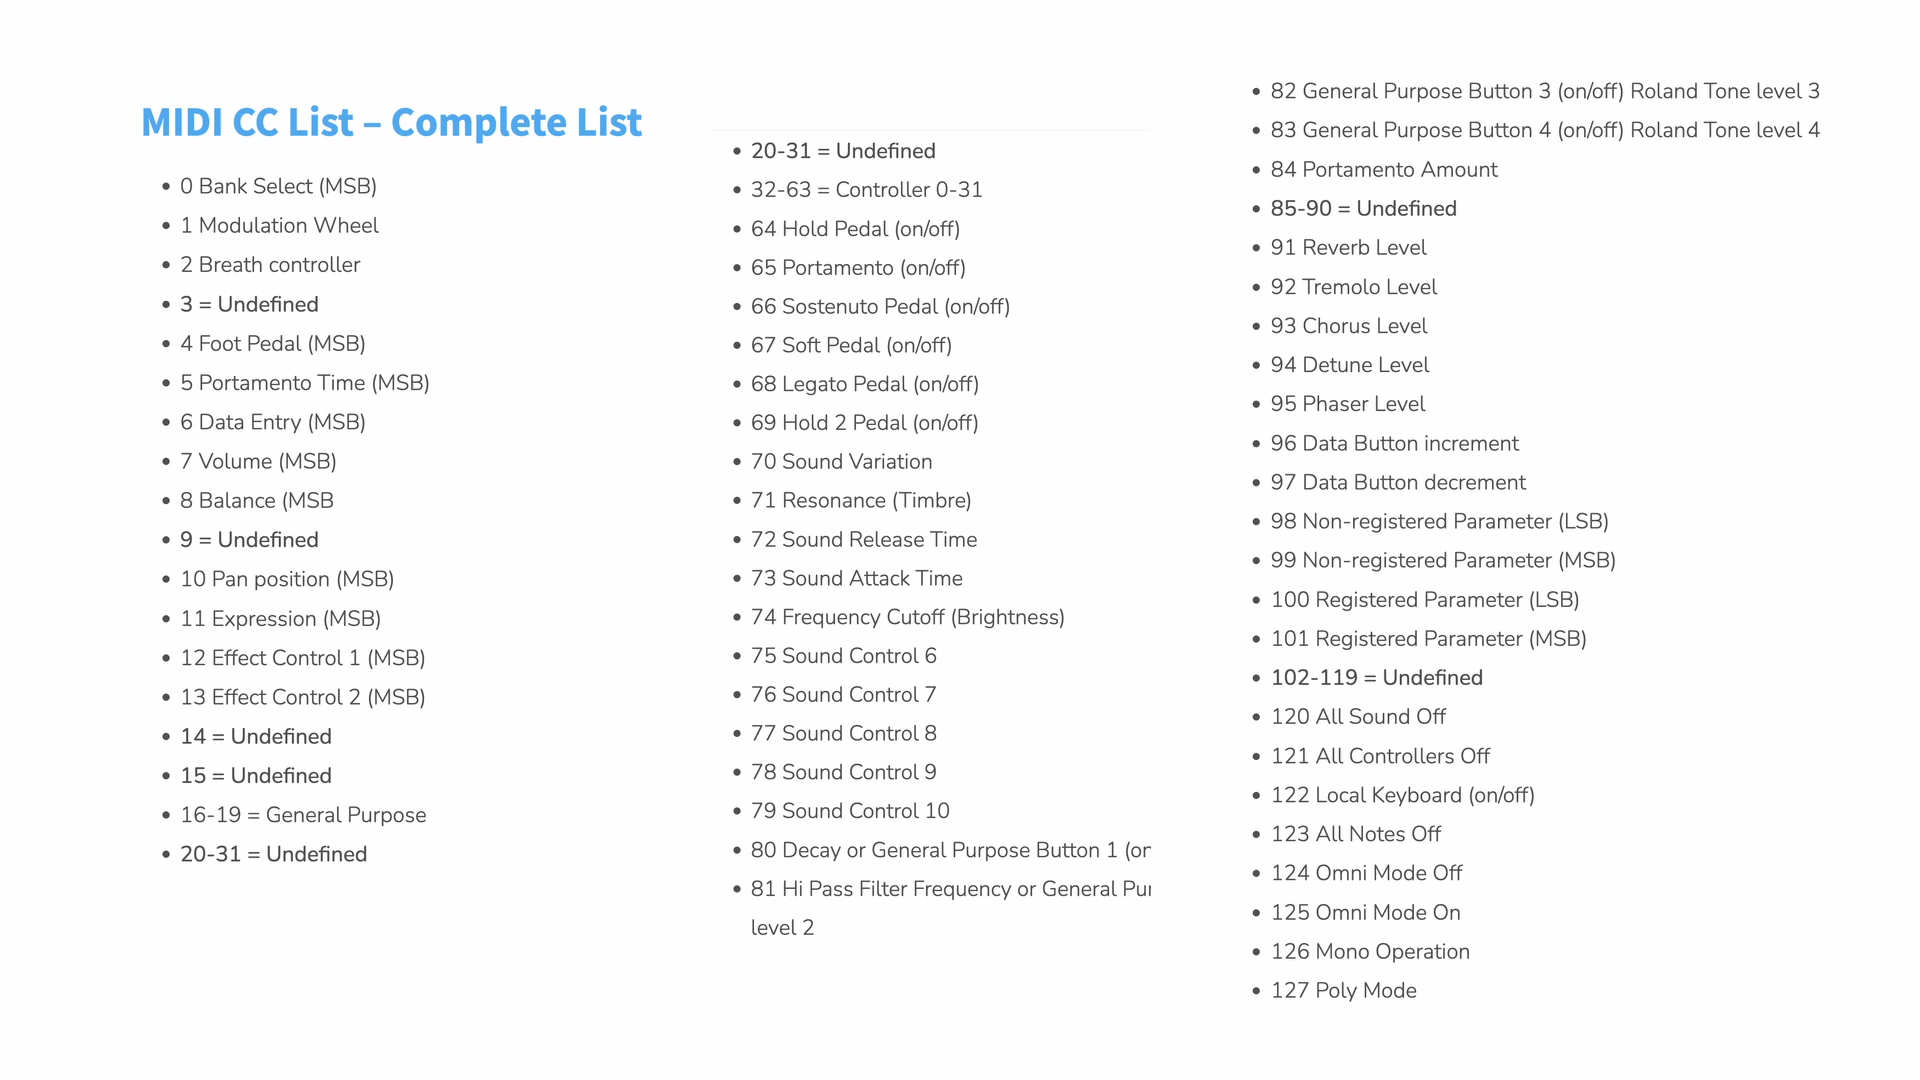 MIDI CC List – Complete List
0 Bank Select (MSB)
1 Modulation Wheel
2 Breath controller
3 = Undefined
4 Foot Pedal (MSB)
5 Portamento Time (MSB)
6 Data Entry (MSB)
7 Volume (MSB)
8 Balance (MSB
9 = Undefined
10 Pan position (MSB)
11 Expression (MSB)
12 Effect Control 1 (MSB)
13 Effect Control 2 (MSB)
14 = Undefined
15 = Undefined
16-19 = General Purpose
20-31 = Undefined
20-31 = Undefined
32-63 = Controller 0-31
64 Hold Pedal (on/off)
65 Portamento (on/off)
66 Sostenuto Pedal (on/off)
67 Soft Pedal (on/off)
68 Legato Pedal (on/off)
69 Hold 2 Pedal (on/off)
70 Sound Variation
71 Resonance (Timbre)
72 Sound Release Time
73 Sound Attack Time
74 Frequency Cutoff (Brightness)
75 Sound Control 6
76 Sound Control 7
77 Sound Control 8
78 Sound Control 9
79 Sound Control 10
80 Decay or General Purpose Button 1 (on
81 Hi Pass Filter Frequency or General Pur
level 2
82 General Purpose Button 3 (on/off) Roland Tone level 3
83 General Purpose Button 4 (on/off) Roland Tone level 4
84 Portamento Amount
85-90 = Undefined
91 Reverb Level
92 Tremolo Level
93 Chorus Level
94 Detune Level
95 Phaser Level
96 Data Button increment
97 Data Button decrement
98 Non-registered Parameter (LSB)
99 Non-registered Parameter (MSB)
100 Registered Parameter (LSB)
101 Registered Parameter (MSB)
102-119 = Undefined
120 All Sound Off
121 All Controllers Off
122 Local Keyboard (on/off)
123 All Notes Off
124 Omni Mode Off
125 Omni Mode On
126 Mono Operation
127 Poly Mode